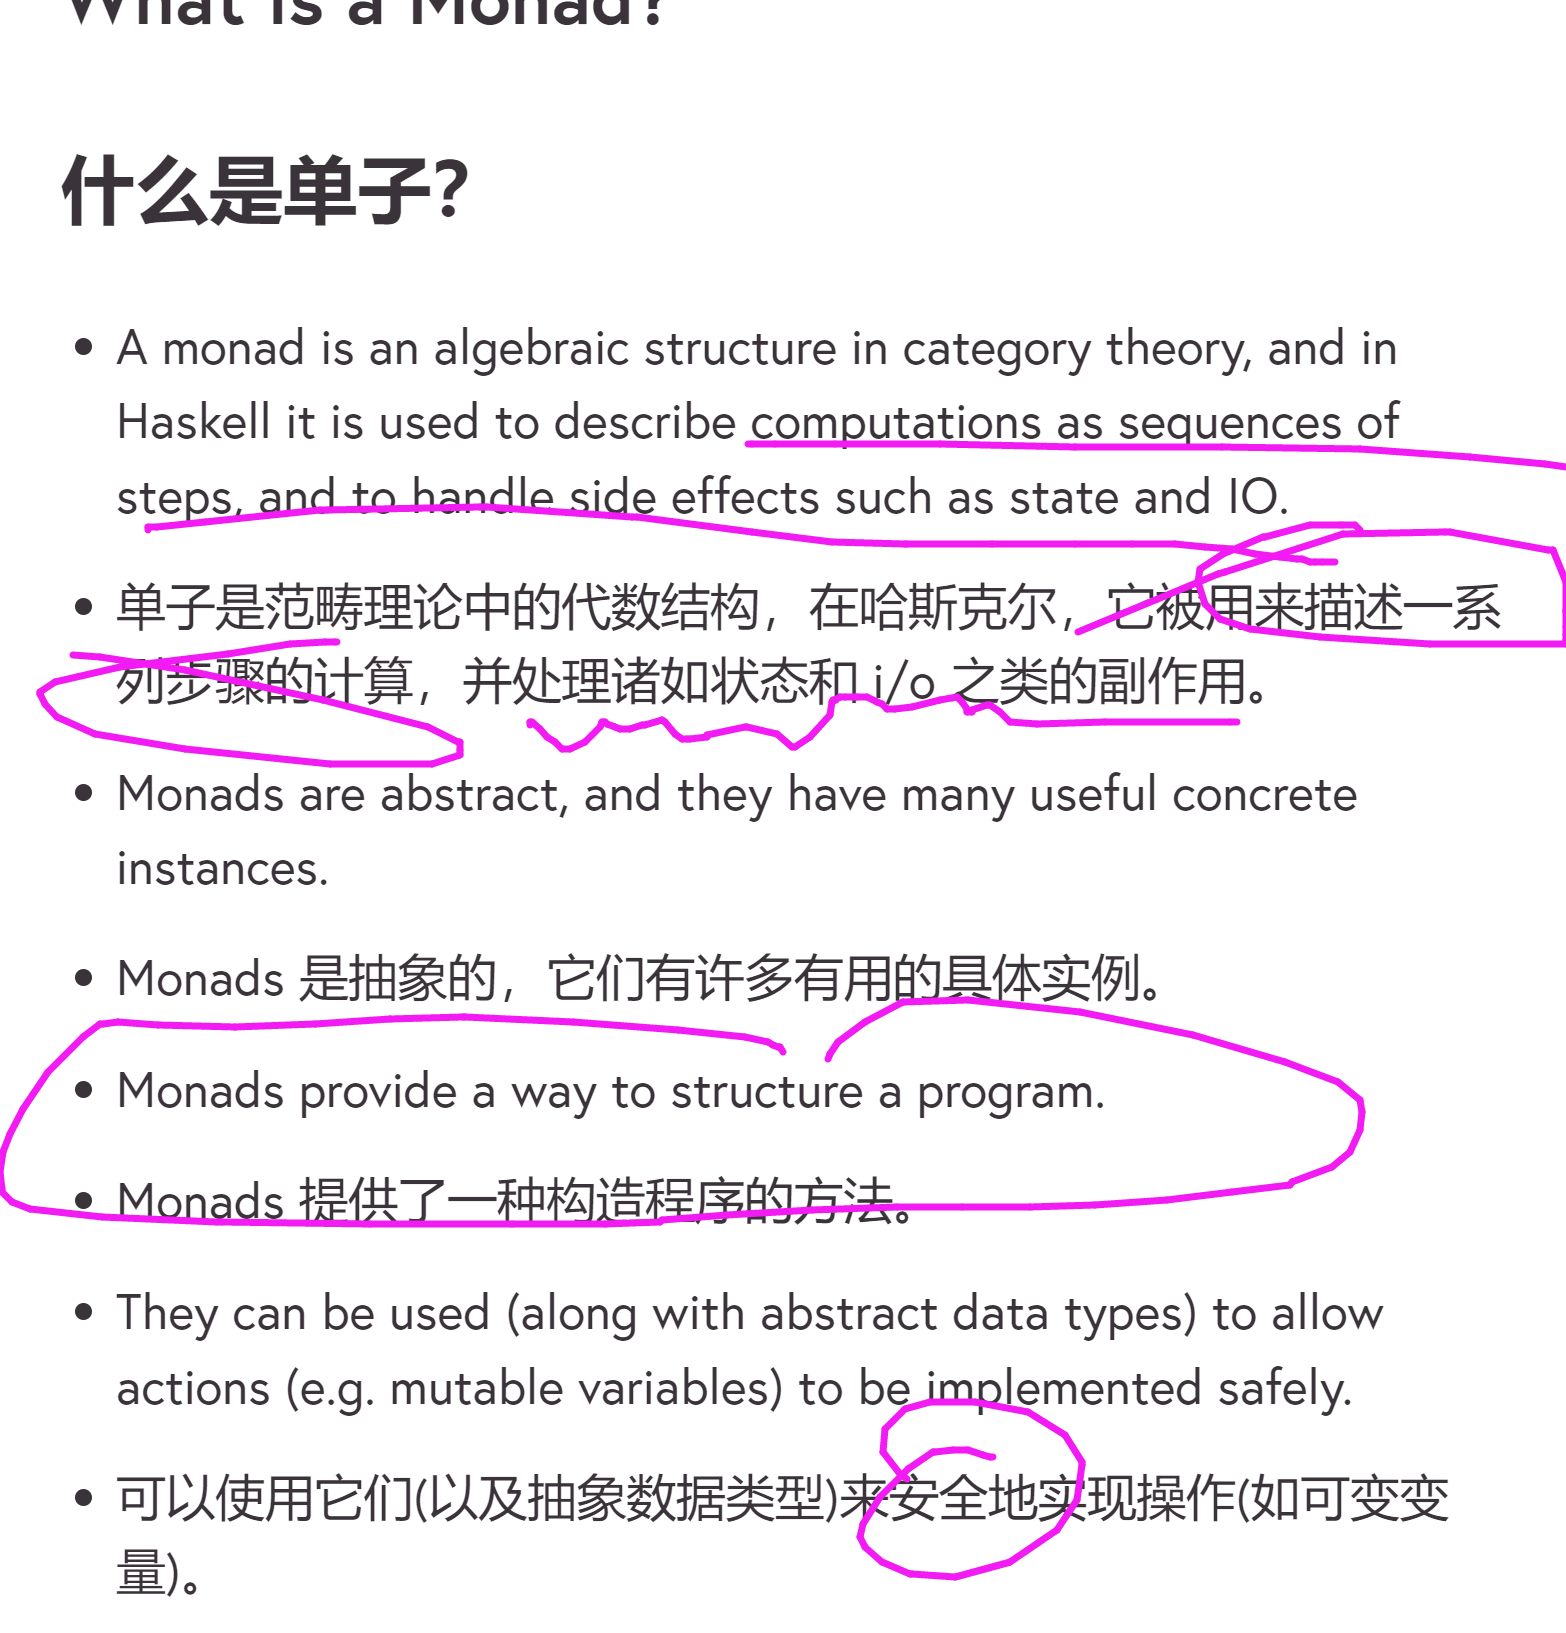 What is a Monad?
什么是单子？
A monad is an algebraic structure in category theory, and in
Haskell it is used to describe computations as sequences of
steps, and to handle side effects such as state and IO.
单子是范畴理论中的代数结构，在哈斯克尔，它被用来描述一系
列步骤的计算，并处理诸如状态和 i/o 之类的副作用。
Monads are abstract, and they have many useful concrete
instances.
Monads 是抽象的，它们有许多有用的具体实例。
Monads provide a way to structure a program.
Monads 提供了一种构造程序的方法。
They can be used (along with abstract data types) to allow
actions (e.g. mutable variables) to be implemented safely.
可以使用它们(以及抽象数据类型)来安全地实现操作(如可变变
量)。